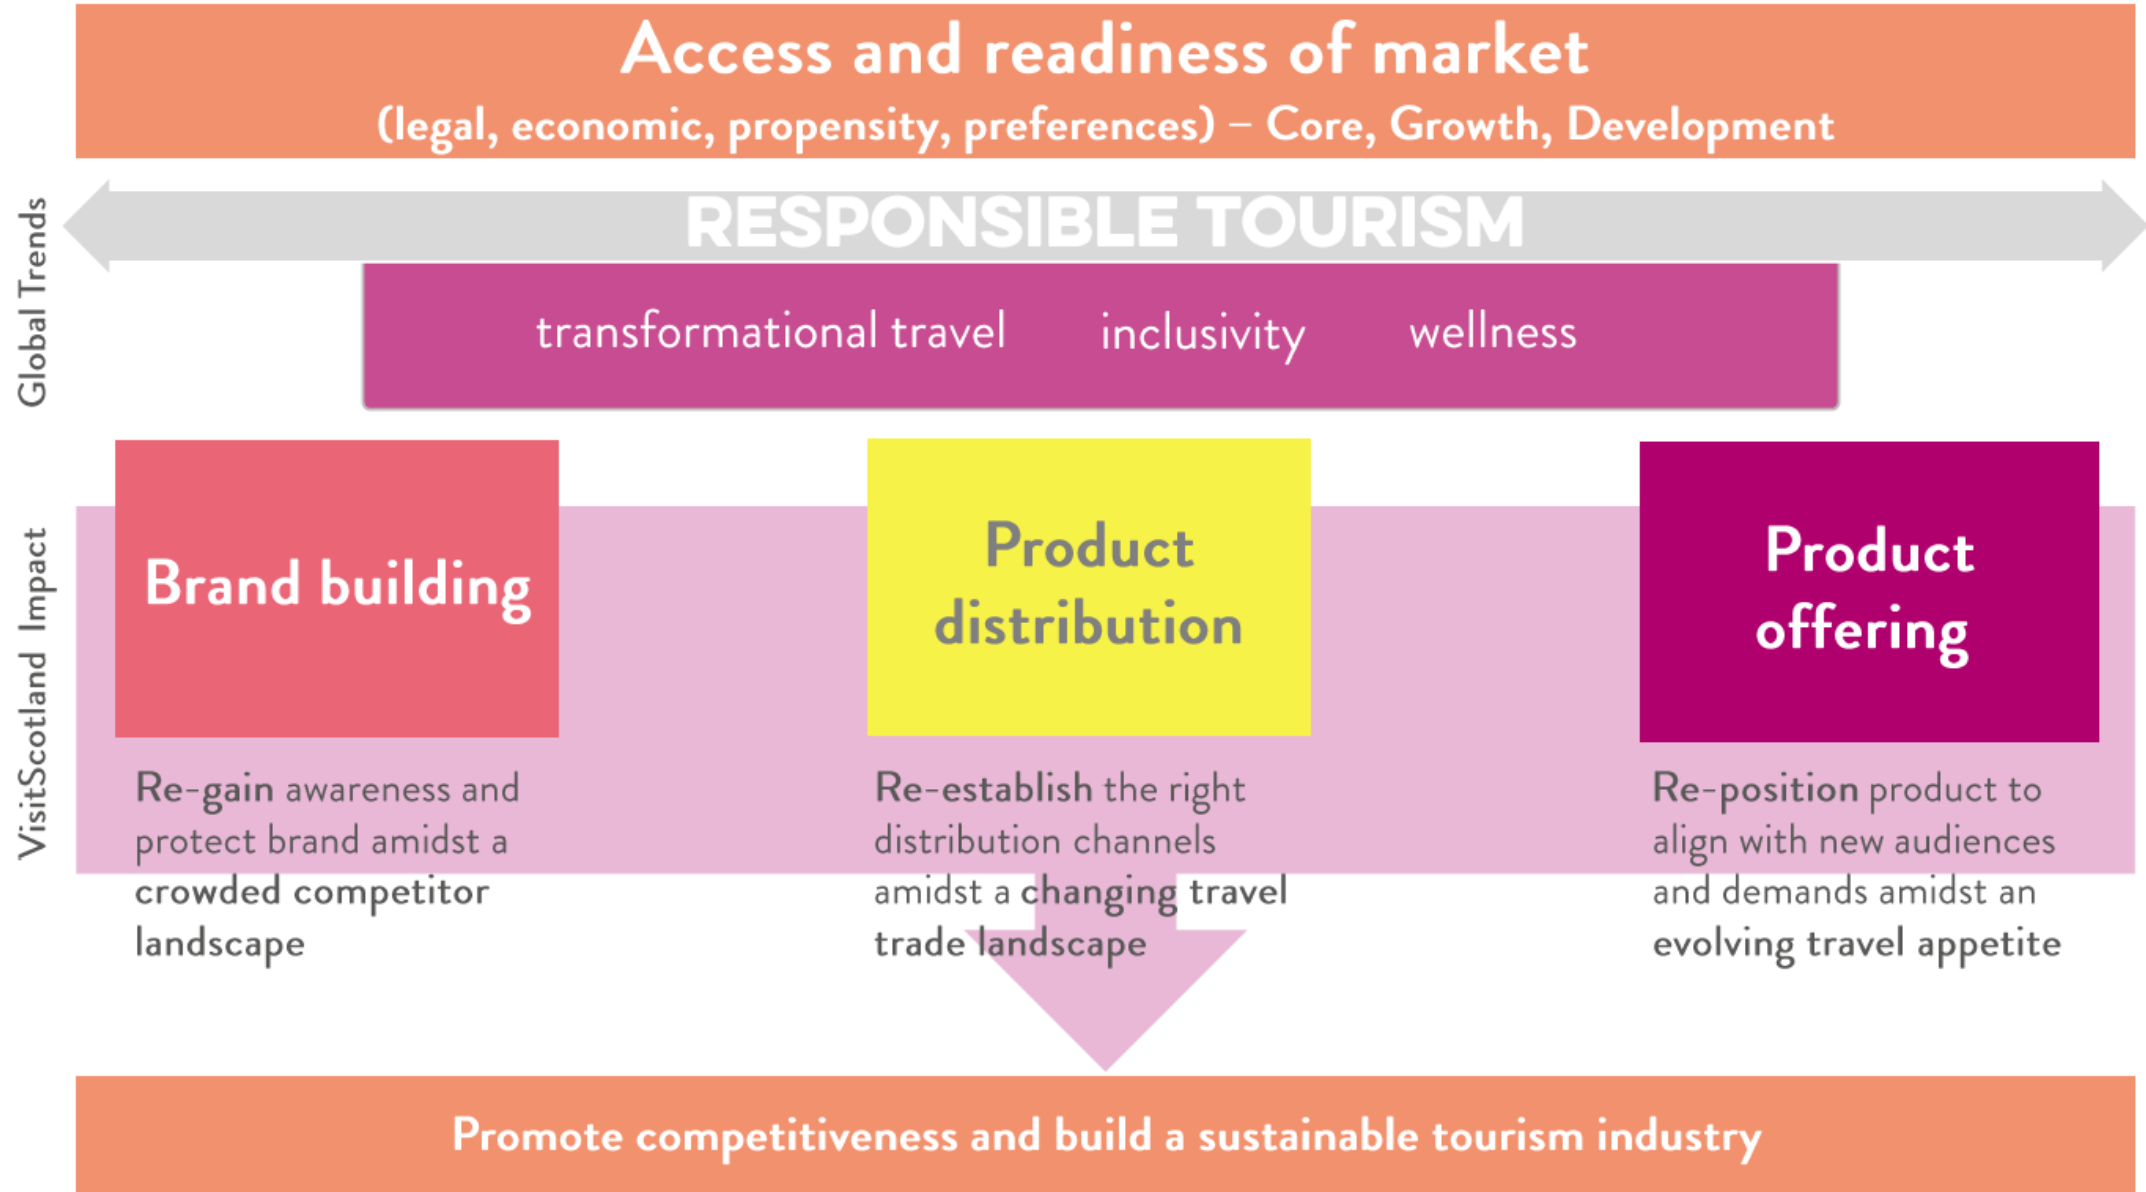 Access and readiness of market
(legal, economic, propensity, preferences) – Core, Growth, Development
Global Trends
RESPONSIBLE TOURISM
transformational travel inclusivity wellness
VisitScotland Impact
Brand building
Re-gain awareness and
protect brand amidst a
crowded competitor
landscape
Product
distribution
Re-establish the right
distribution channels
amidst a changing travel
trade landscape
Product
offering
Re-position product to
align with new audiences
and demands amidst an
evolving travel appetite
Promote competitiveness and build a sustainable tourism industry